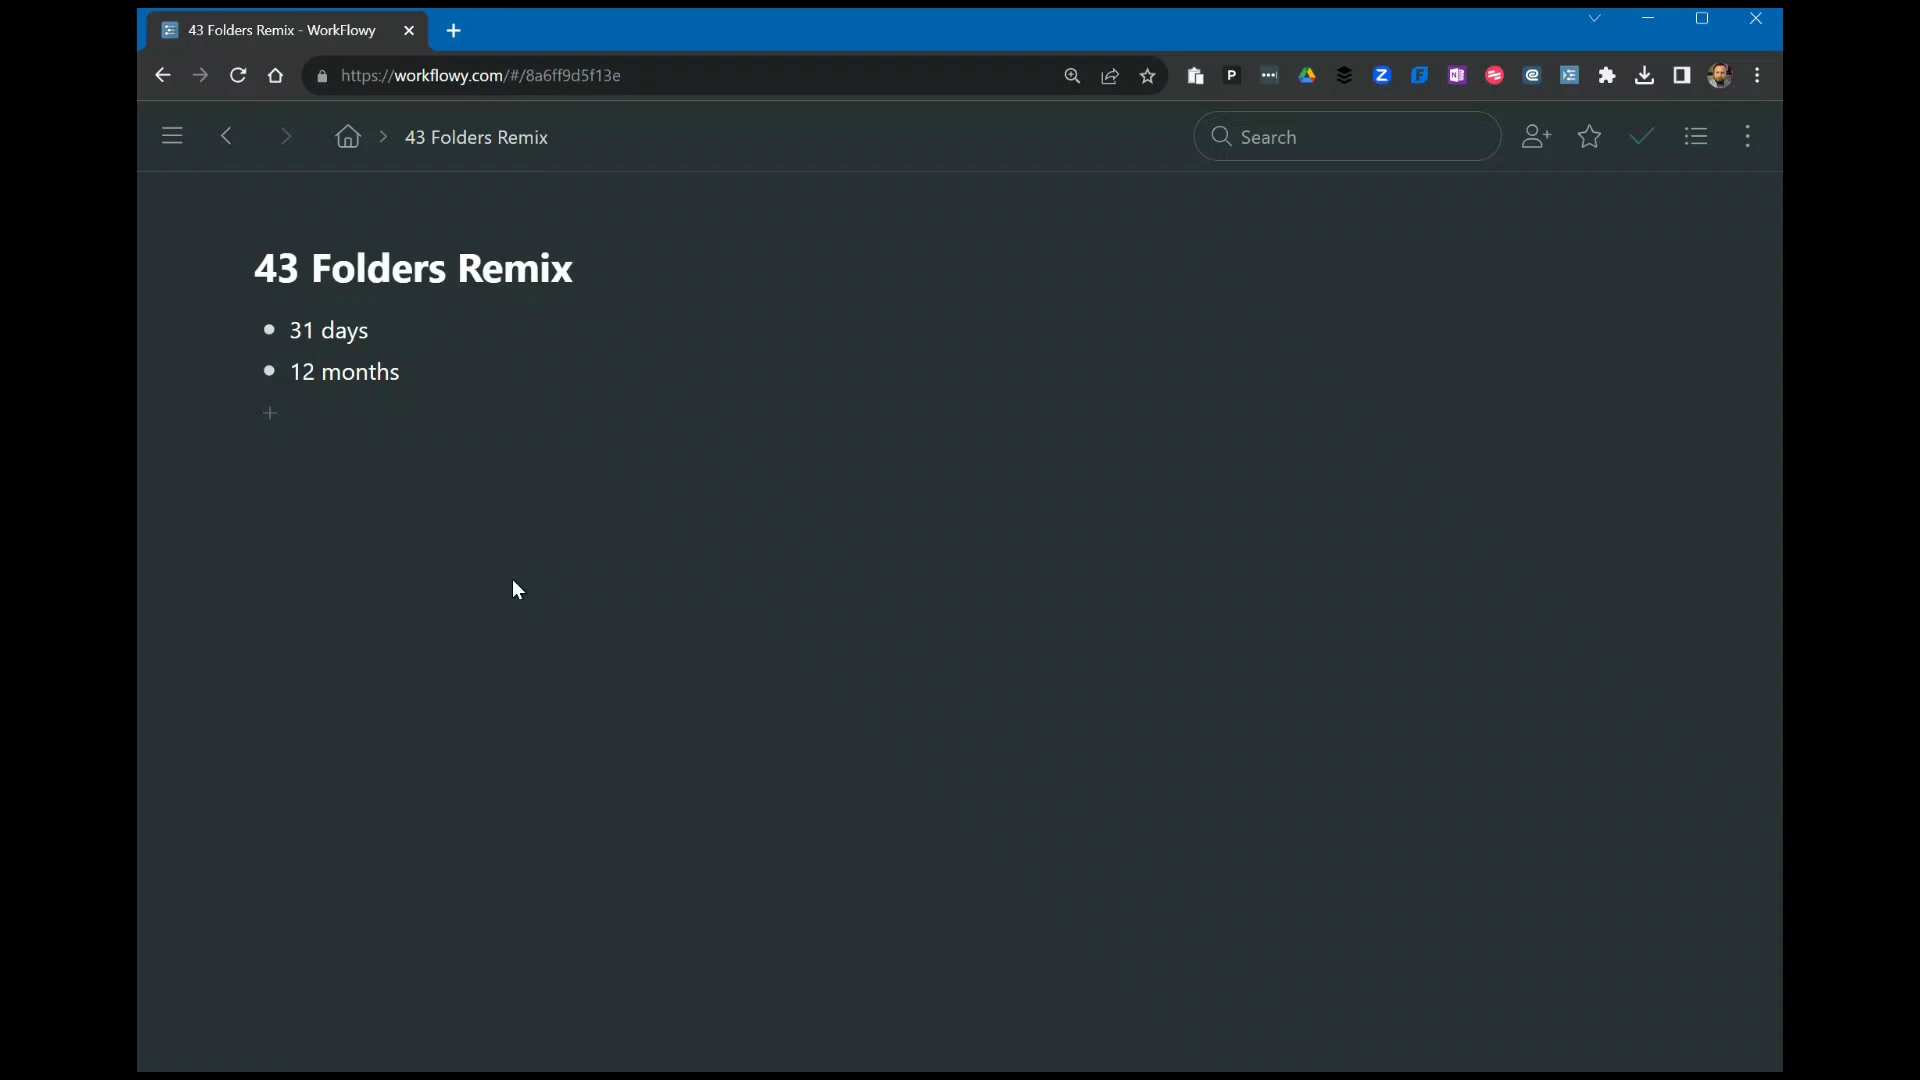 43 Folders Remix - WorkFlowy
https://workflowy.com/#/8a6ff9d5f13e
43 Folders Remix
Search
43 Folders Remix
31 days
12 months